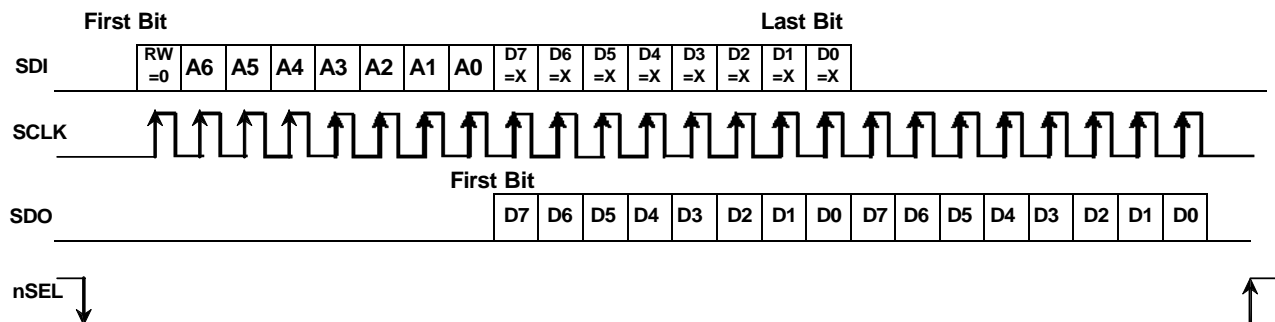 First Bit Last Bit
SDI RW =0 A6 A5 A4 A3 A2 A1 A0 D7 =X D6 =X D5 =X D4 =X D3 =X D2 =X D1 =X D0 =X
SCLK
First Bit
SDO D7 D6 D5 D4 D3 D2 D1 D0 D7 D6 D5 D4 D3 D2 D1 D0
nSEL